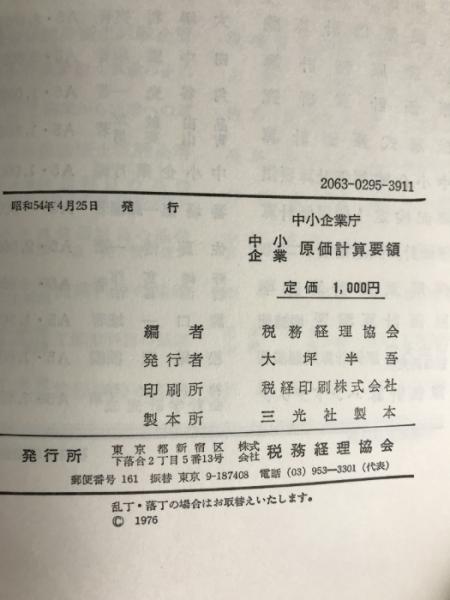 2063-0295-3911
昭和54年4月25日 発行
中小企業庁
中小企業 原価計算要領
定価 1,000円
編者 税務経理協会
発行者 大坪半吾
印刷所 税経印刷株式会社
製本所 三光社製本
発行所 東京都新宿区下落合2丁目5番13号 株式会社 税務経理協会
郵便番号 161 振替 東京 9-187408 電話 (03) 953―3301 (代表)
乱丁・落丁の場合はお取替えいたします。
© 1976